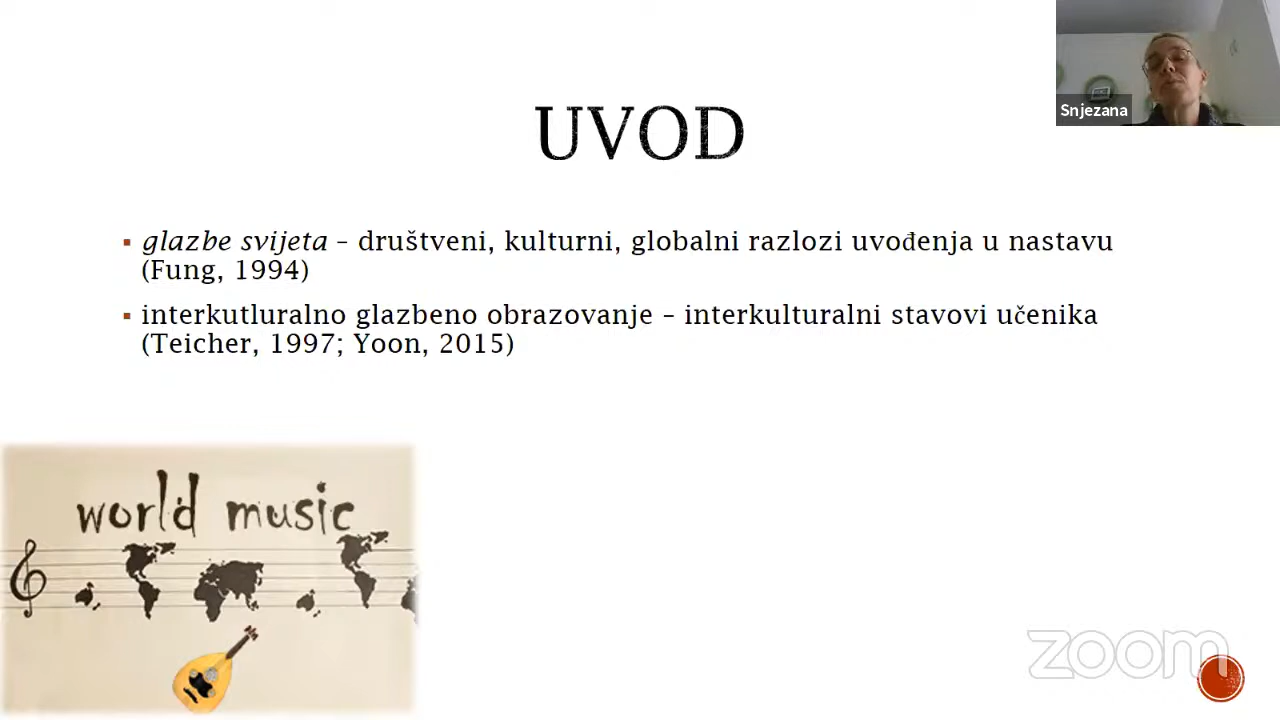 Snjezana
UVOD
glazbe svijeta – društveni, kulturni, globalni razlozi uvođenja u nastavu
(Fung, 1994)
interkutluralno glazbeno obrazovanje – interkulturalni stavovi učenika
(Teicher, 1997; Yoon, 2015)
world music
zoom